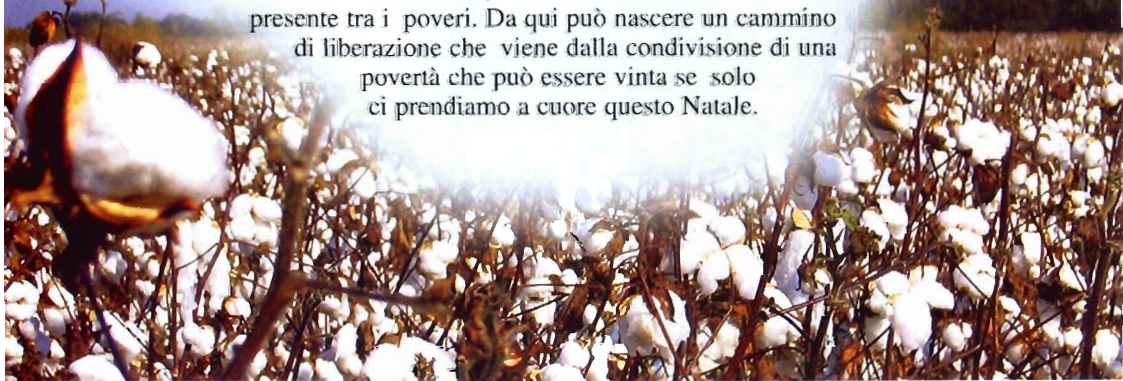 presente tra i poveri. Da qui può nascere un cammino
di liberazione che viene dalla condivisione di una
povertà che può essere vinta se solo
ci prendiamo a cuore questo Natale.